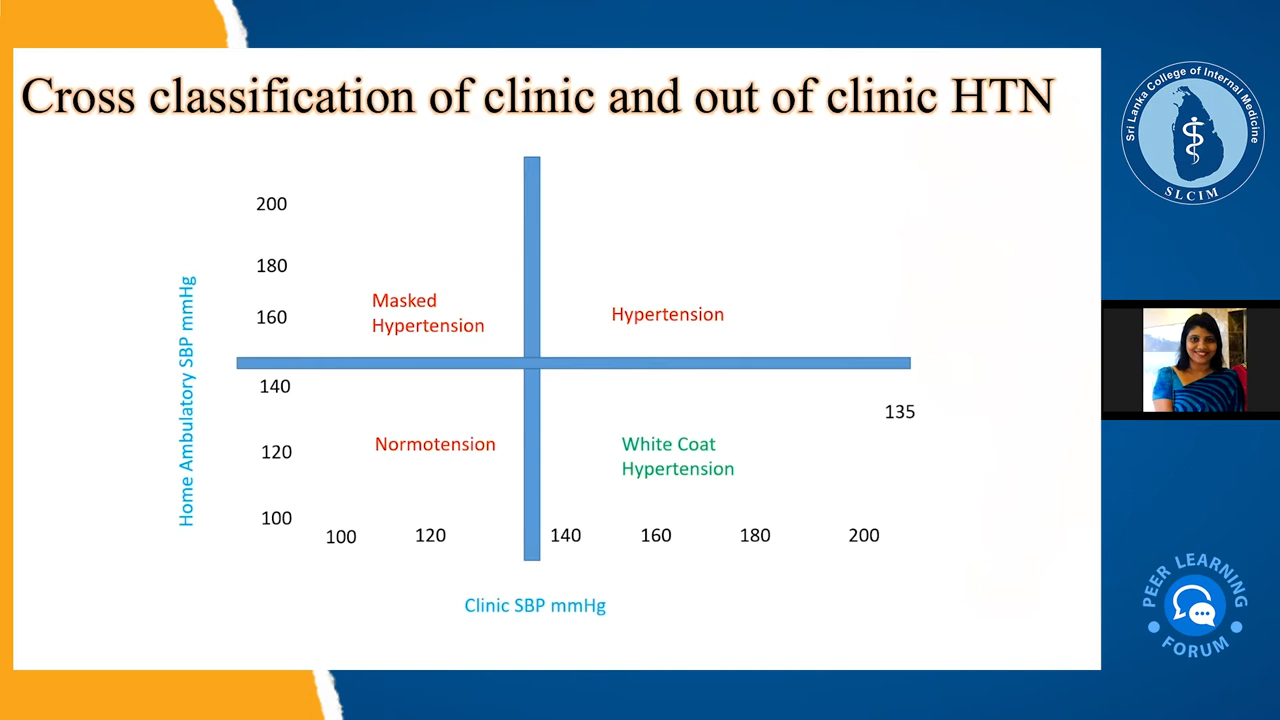 Cross classification of clinic and out of clinic HTN
Home Ambulatory SBP mmHg
200
180
160
140
120
100
Masked
Hypertension
Hypertension
135
Normotension
White Coat
Hypertension
100 120 140 160 180 200
Clinic SBP mmHg
Sri Lanka College of Internal Medicine
SLCIM
PEER LEARNING
FORUM